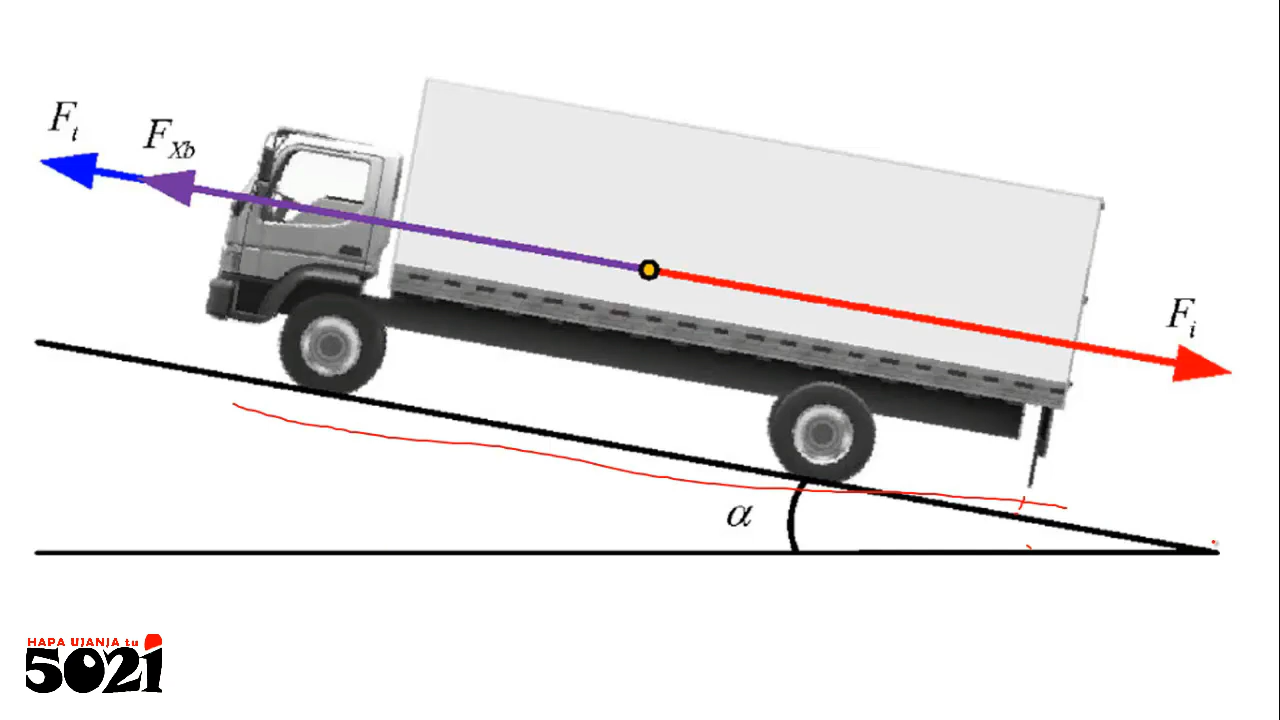 F_t
F_Xb
F_i
α
HAPA UJANJA tu
5021